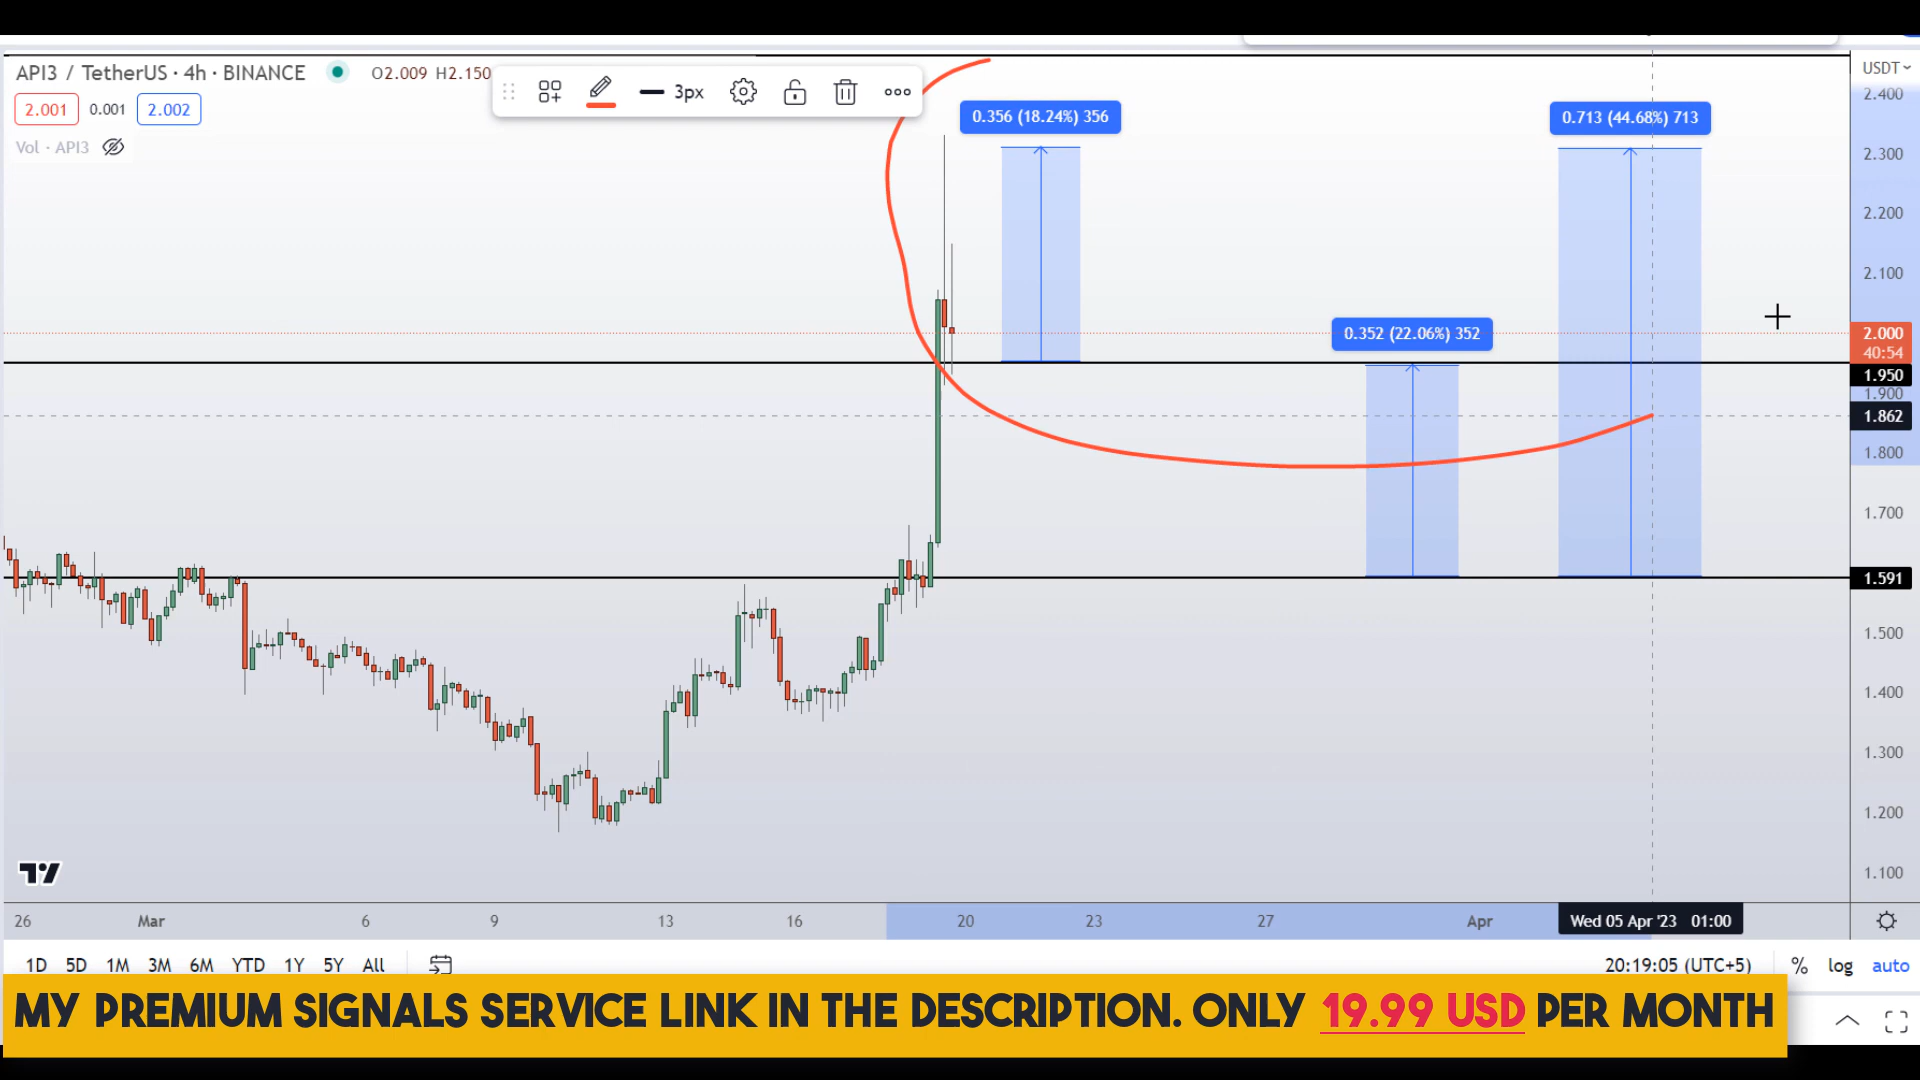 API3 / TetherUS · 4h · BINANCE O2.009 H2.150
3px
USDT
2.001 0.001 2.002
Vol · API3
0.356 (18.24%) 356
0.713 (44.68%) 713
0.352 (22.06%) 352
2.400
2.300
2.200
2.100
2.000
40:54
1.950
1.900
1.862
1.800
1.700
1.591
1.500
1.400
1.300
1.200
1.100
26 Mar 6 9 13 16 20 23 27 Apr Wed 05 Apr '23 01:00
1D 5D 1M 3M 6M YTD 1Y 5Y All 20:19:05 (UTC+5) % log auto
MY PREMIUM SIGNALS SERVICE LINK IN THE DESCRIPTION. ONLY 19.99 USD PER MONTH